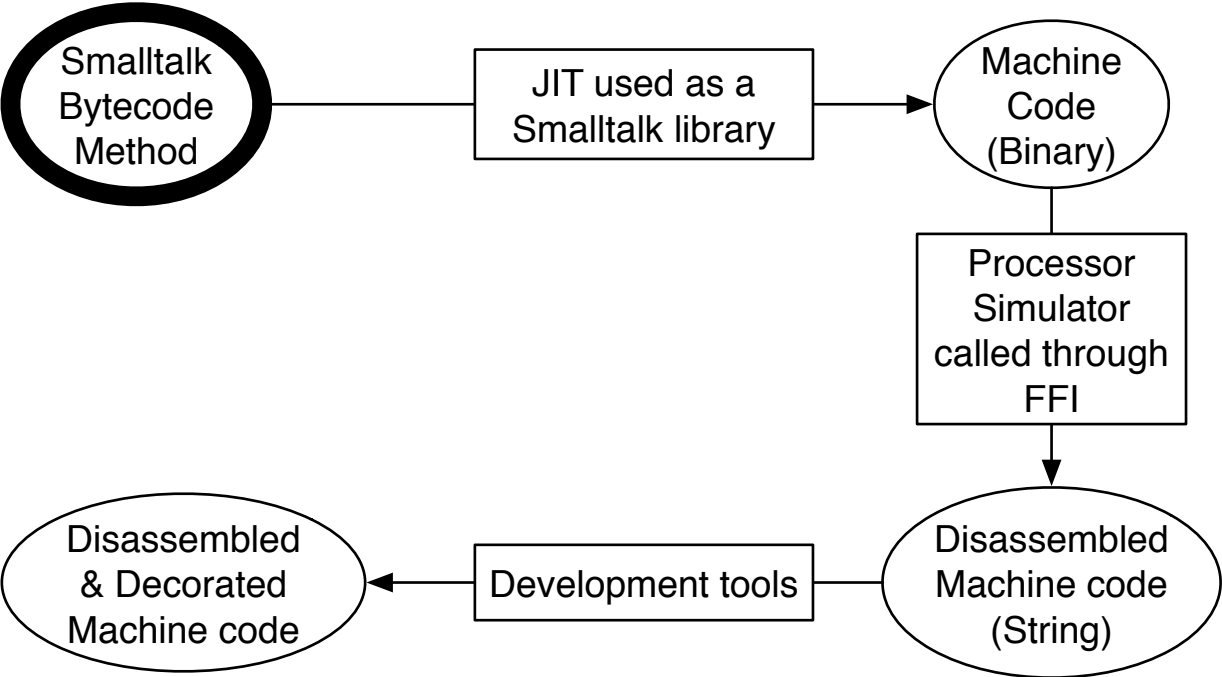 Smalltalk
Bytecode
Method
JIT used as a
Smalltalk library
Machine
Code
(Binary)
Processor
Simulator
called through
FFI
Disassembled
Machine code
(String)
Development tools
Disassembled
& Decorated
Machine code